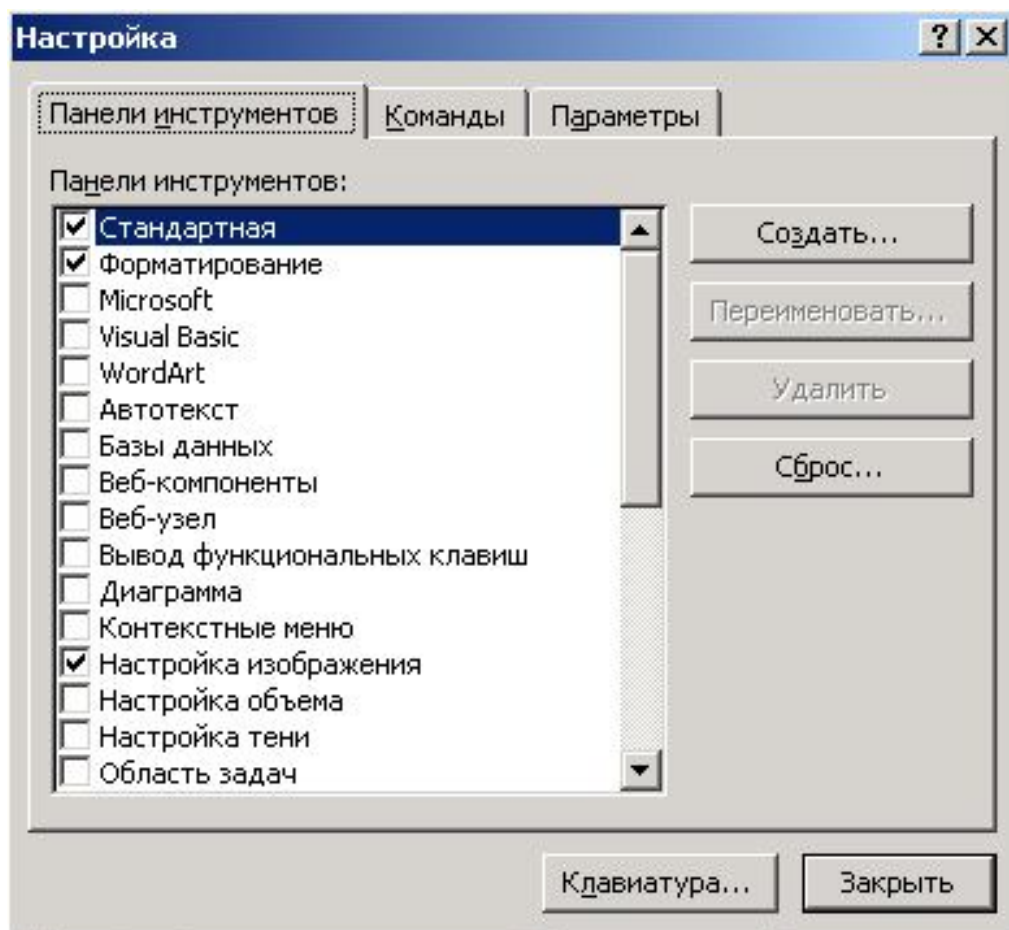 Настройка
Панели инструментов Команды Параметры
Панели инструментов:
Стандартная
Форматирование
Microsoft
Visual Basic
WordArt
Автотекст
Базы данных
Веб-компоненты
Веб-узел
Вывод функциональных клавиш
Диаграмма
Контекстные меню
Настройка изображения
Настройка объема
Настройка тени
Область задач
Создать...
Переименовать...
Удалить
Сброс...
Клавиатура... Закрыть